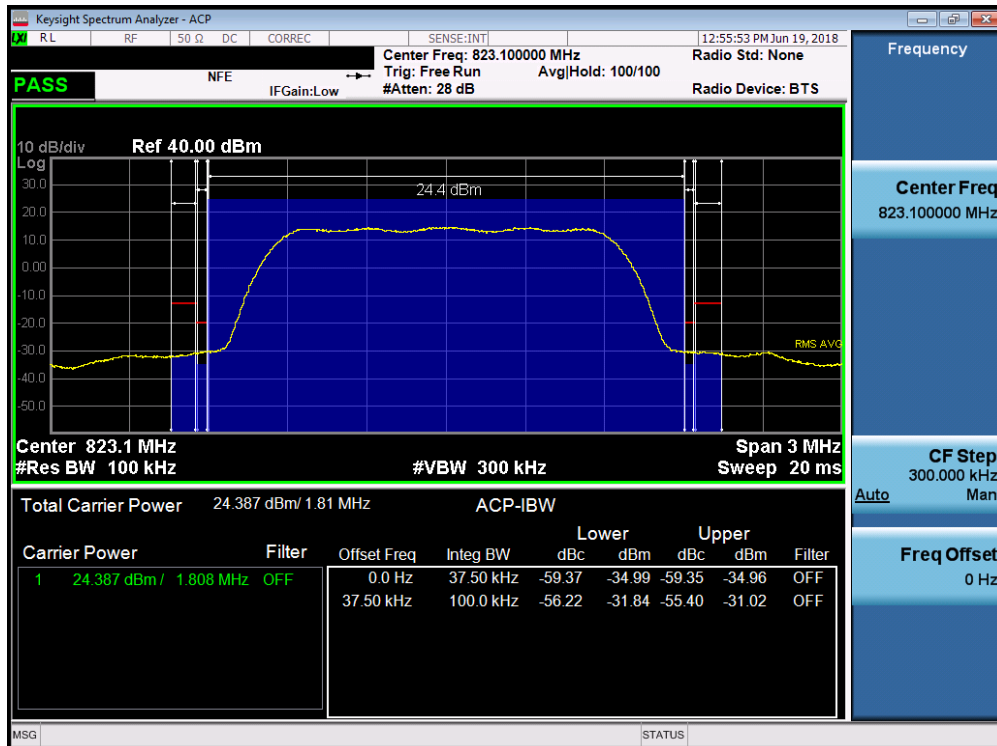 Keysight Spectrum Analyzer - ACP
LXI RL RF 50 Ω DC CORREC SENSE:INT 12:55:53 PM Jun 19, 2018
Center Freq: 823.100000 MHz Radio Std: None
PASS NFE Trig: Free Run Avg|Hold: 100/100
IFGain:Low #Atten: 28 dB Radio Device: BTS
10 dB/div Ref 40.00 dBm
Log
30.0
24.4 dBm
20.0
10.0
0.00
-10.0
-20.0
-30.0
RMS AVG
-40.0
-50.0
Center 823.1 MHz Span 3 MHz
#Res BW 100 kHz #VBW 300 kHz Sweep 20 ms
Total Carrier Power 24.387 dBm/ 1.81 MHz ACP-IBW
Lower Upper
Carrier Power Filter Offset Freq Integ BW dBc dBm dBc dBm Filter
1 24.387 dBm / 1.808 MHz OFF 0.0 Hz 37.50 kHz -59.37 -34.99 -59.35 -34.96 OFF
37.50 kHz 100.0 kHz -56.22 -31.84 -55.40 -31.02 OFF
MSG STATUS
Frequency
Center Freq
823.100000 MHz
CF Step
300.000 kHz
Auto Man
Freq Offset
0 Hz